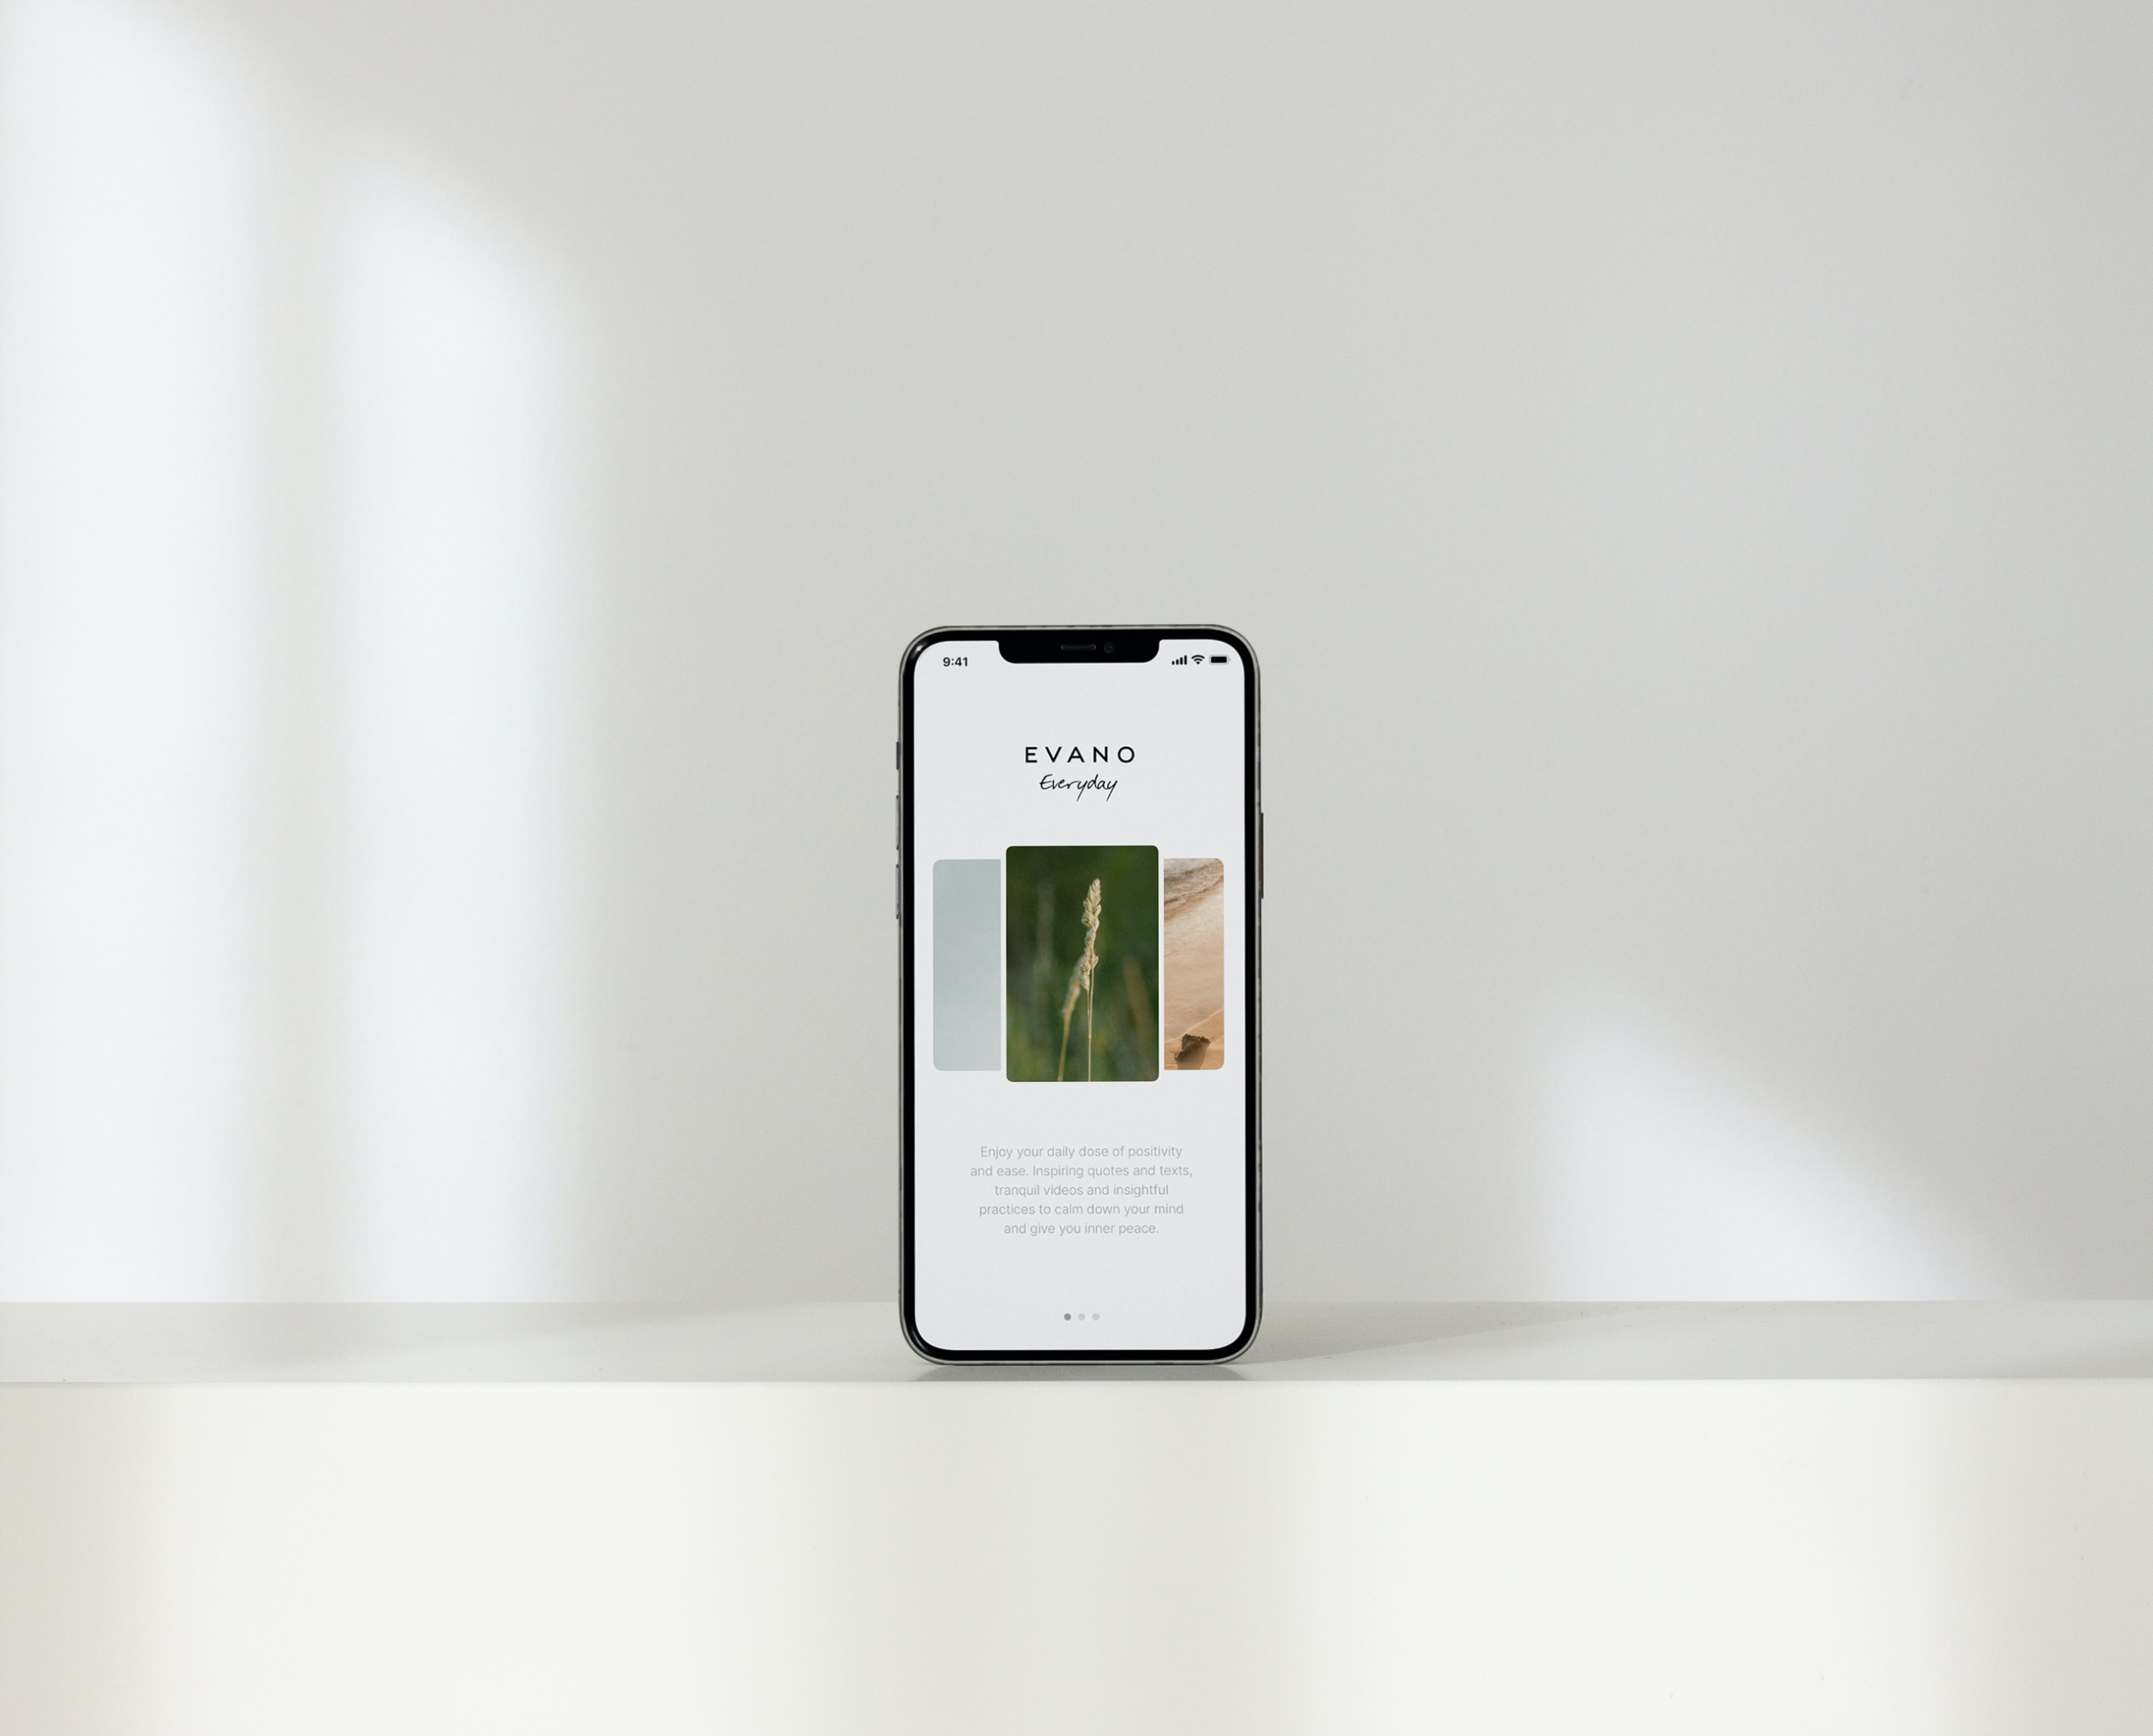 9:41
EVANO
Everyday
Enjoy your daily dose of positivity
and ease. Inspiring quotes and texts,
tranquil videos and insightful
practices to calm down your mind
and give you inner peace.